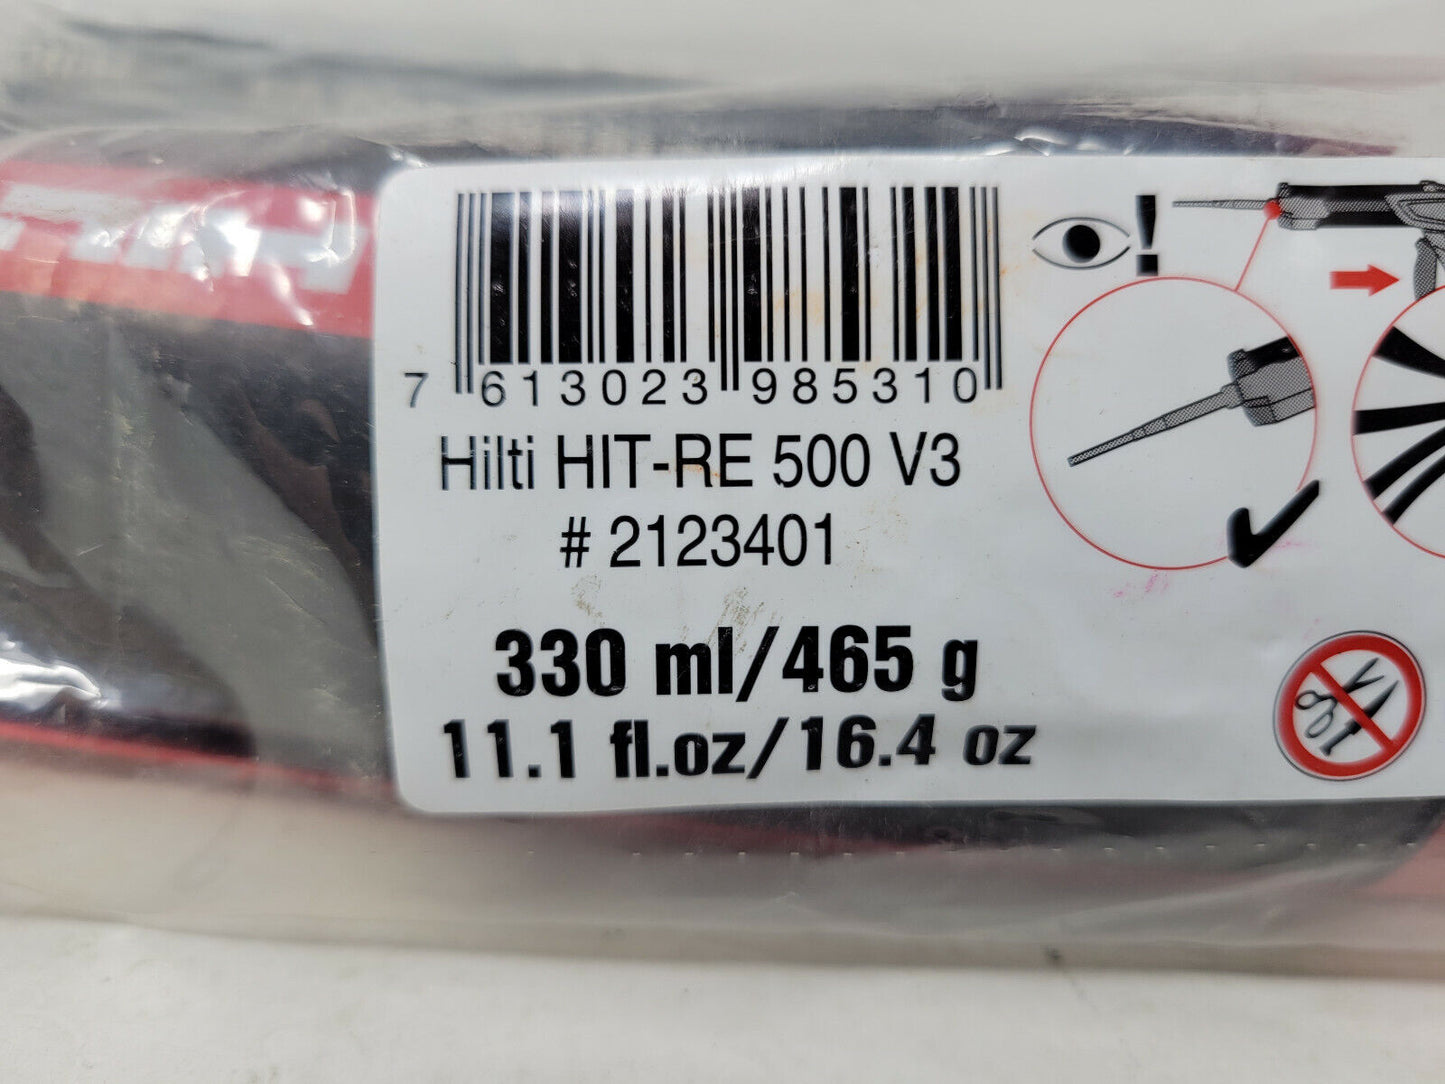 HILTI
7 613023 985310
Hilti HIT-RE 500 V3
# 2123401
330 ml/465 g
11.1 fl.oz/16.4 oz